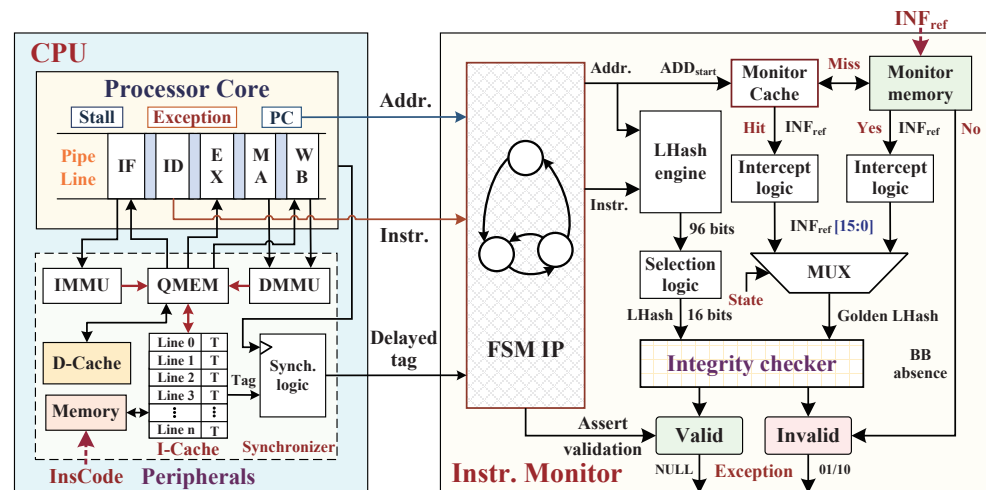 CPU
Processor Core
Stall
Exception
PC
Pipe
Line
IF
ID
E
X
M
A
W
B
IMMU
QMEM
DMMU
D-Cache
Memory
InsCode
Line 0 T
Line 1 T
Line 2 T
Line 3 T
⋮ ⋮
Line n T
I-Cache
Tag
Synch.
logic
Synchronizer
Peripherals
Addr.
Instr.
Delayed
tag
FSM IP
Instr. Monitor
INFref
Addr.
ADDstart
Monitor
Cache
Miss
Monitor
memory
Hit
INFref
Yes
INFref
No
LHash
engine
Instr.
Intercept
logic
Intercept
logic
96 bits
INFref [15:0]
Selection
logic
MUX
State
LHash
16 bits
Golden LHash
Integrity checker
BB
absence
Assert
validation
Valid
Invalid
NULL
Exception
01/10